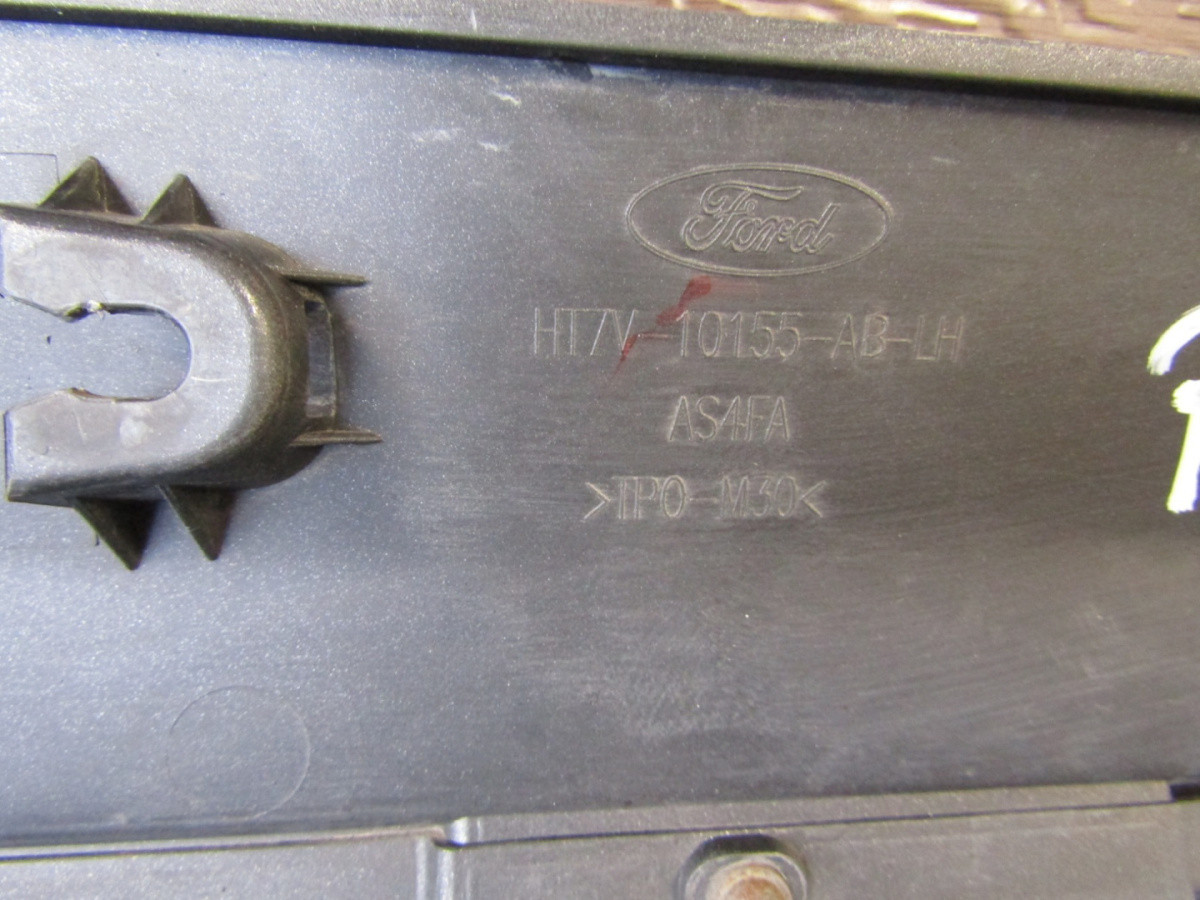 Ford
HT7V-10155-AB-LH
AS4FA
>TPO-M30<